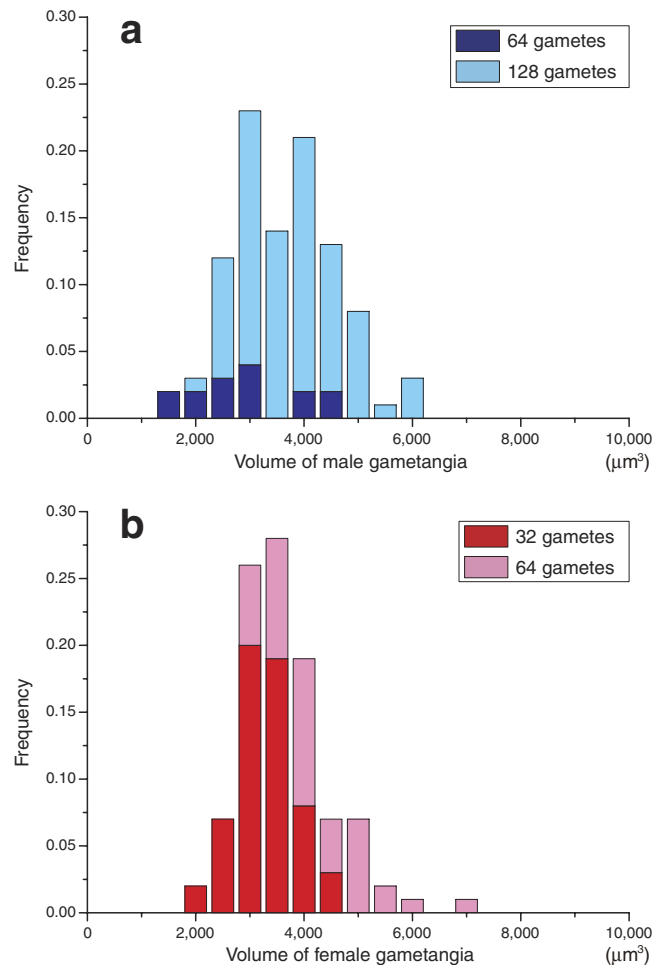 a
64 gametes
128 gametes
0.30
0.25
0.20
0.15
0.10
0.05
0.00
Frequency
0 2,000 4,000 6,000 8,000 10,000
Volume of male gametangia (μm³)
b
32 gametes
64 gametes
0.30
0.25
0.20
0.15
0.10
0.05
0.00
Frequency
0 2,000 4,000 6,000 8,000 10,000
Volume of female gametangia (μm³)